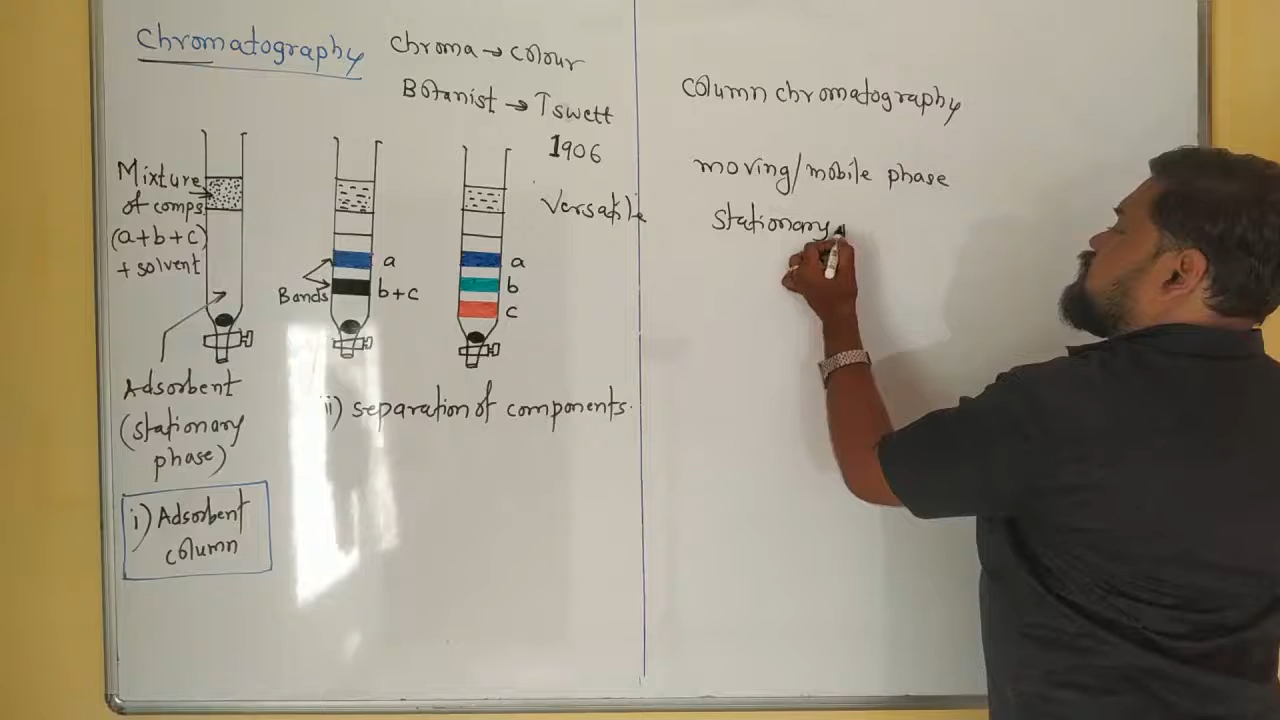 Chromatography
Chroma → colour
Botanist → Tswett
1906
Versatile
Mixture
of comps
(a+b+c)
+ solvent
Adsorbent
(stationary
phase)
i) Adsorbent
column
Bands
a
b+c
a
b
c
ii) separation of components.
column chromatography
moving/mobile phase
stationary